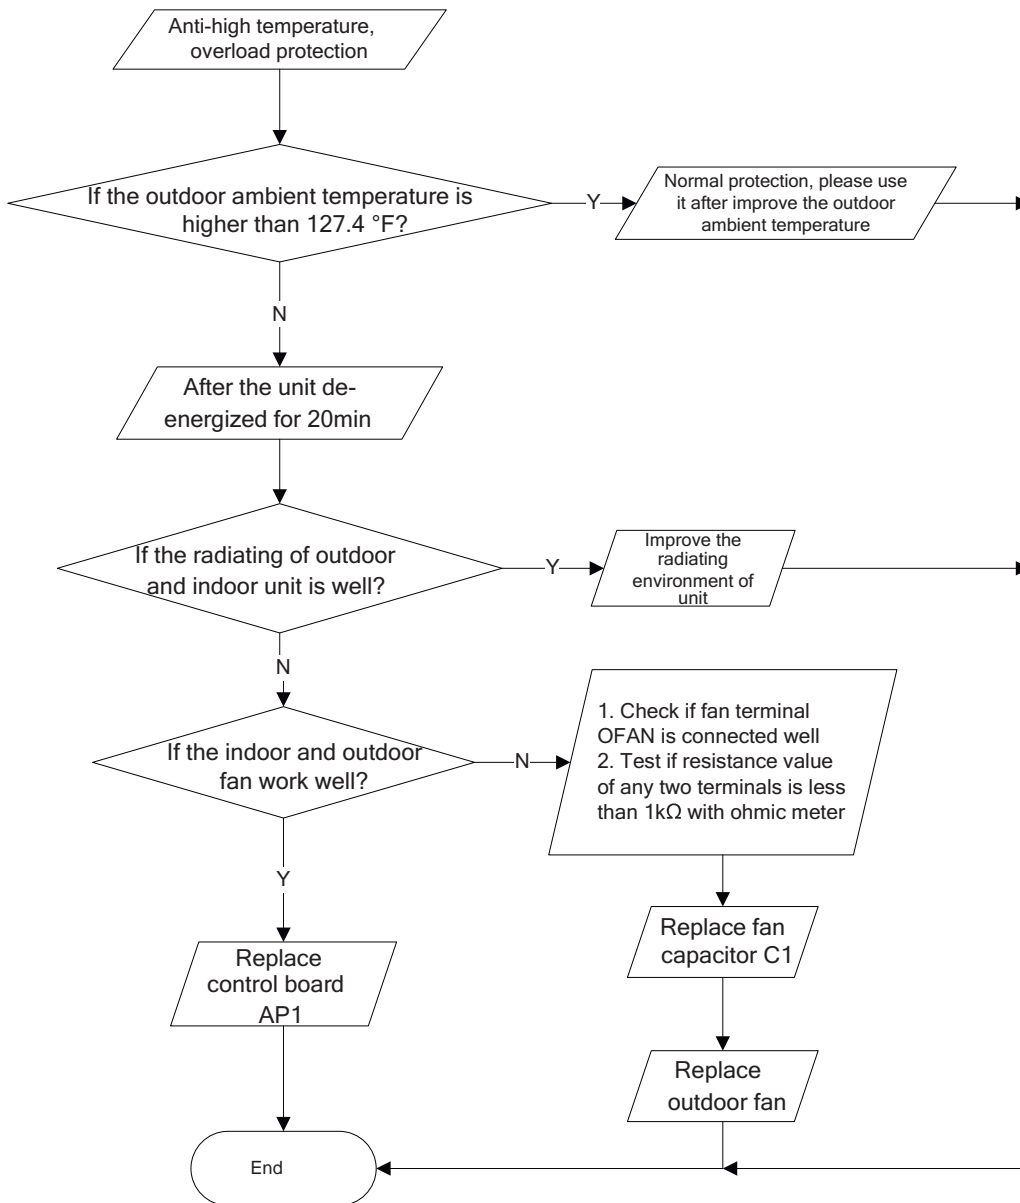 Anti-high temperature,
overload protection
If the outdoor ambient temperature is
higher than 127.4 °F?
Y
Normal protection, please use
it after improve the outdoor
ambient temperature
N
After the unit de-
energized for 20min
If the radiating of outdoor
and indoor unit is well?
Y
Improve the
radiating
environment of
unit
N
If the indoor and outdoor
fan work well?
N
1. Check if fan terminal
OFAN is connected well
2. Test if resistance value
of any two terminals is less
than 1kΩ with ohmic meter
Y
Replace
control board
AP1
Replace fan
capacitor C1
Replace
outdoor fan
End